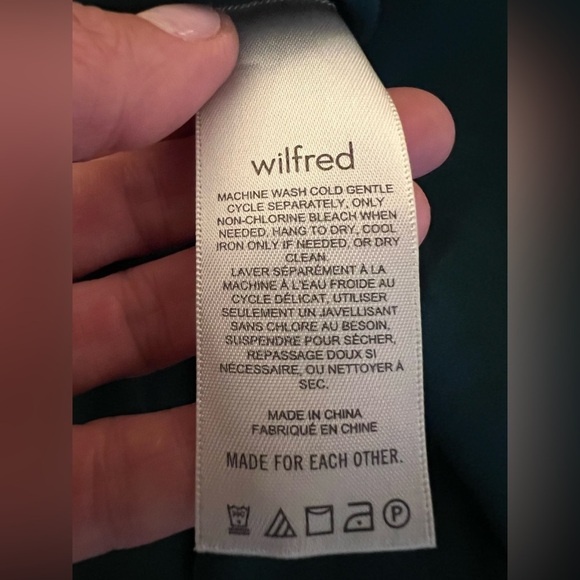 wilfred
MACHINE WASH COLD GENTLE
CYCLE SEPARATELY, ONLY
NON-CHLORINE BLEACH WHEN
NEEDED, HANG TO DRY, COOL
IRON ONLY IF NEEDED, OR DRY
CLEAN.
LAVER SÉPARÉMENT À LA
MACHINE À L'EAU FROIDE AU
CYCLE DÉLICAT, UTILISER
SEULEMENT UN JAVELLISANT
SANS CHLORE AU BESOIN,
SUSPENDRE POUR SÉCHER,
REPASSAGE DOUX SI
NÉCESSAIRE, OU NETTOYER À
SEC.
MADE IN CHINA
FABRIQUÉ EN CHINE
MADE FOR EACH OTHER.
P